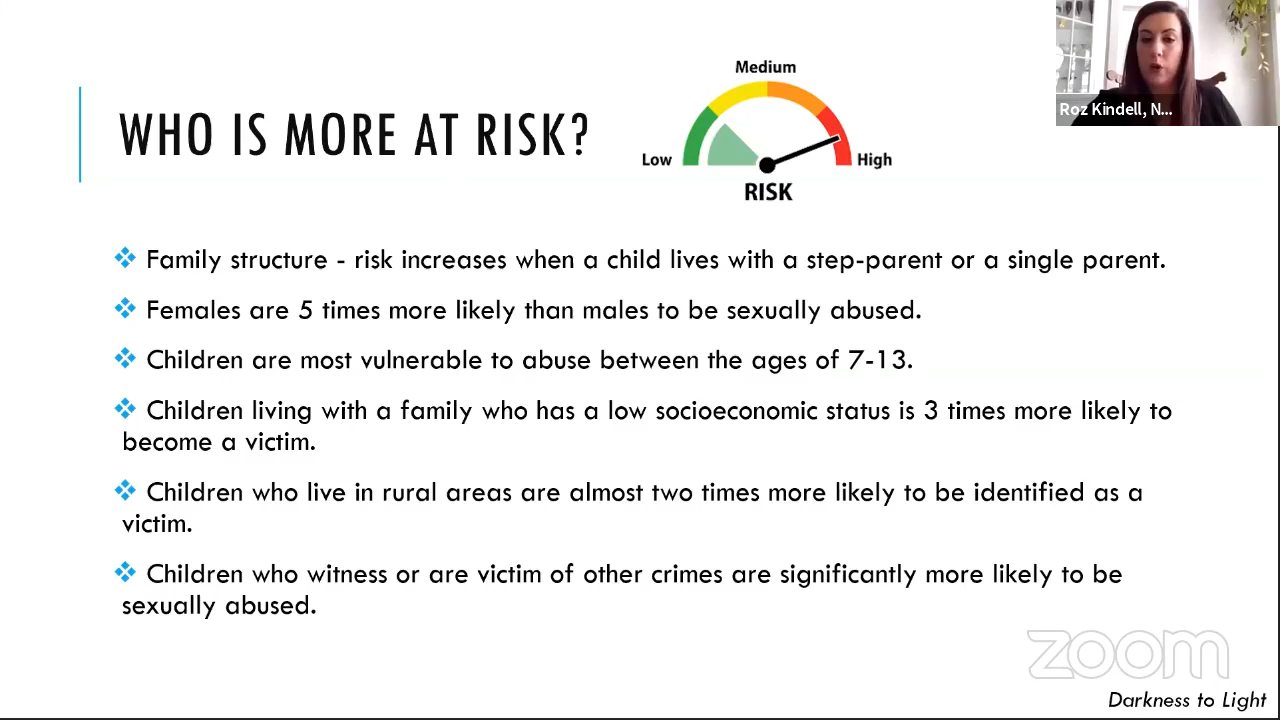 WHO IS MORE AT RISK?
Medium
Low
High
RISK
Roz Kindell, N...
Family structure - risk increases when a child lives with a step-parent or a single parent.
Females are 5 times more likely than males to be sexually abused.
Children are most vulnerable to abuse between the ages of 7-13.
Children living with a family who has a low socioeconomic status is 3 times more likely to
become a victim.
Children who live in rural areas are almost two times more likely to be identified as a
victim.
Children who witness or are victim of other crimes are significantly more likely to be
sexually abused.
zoom
Darkness to Light